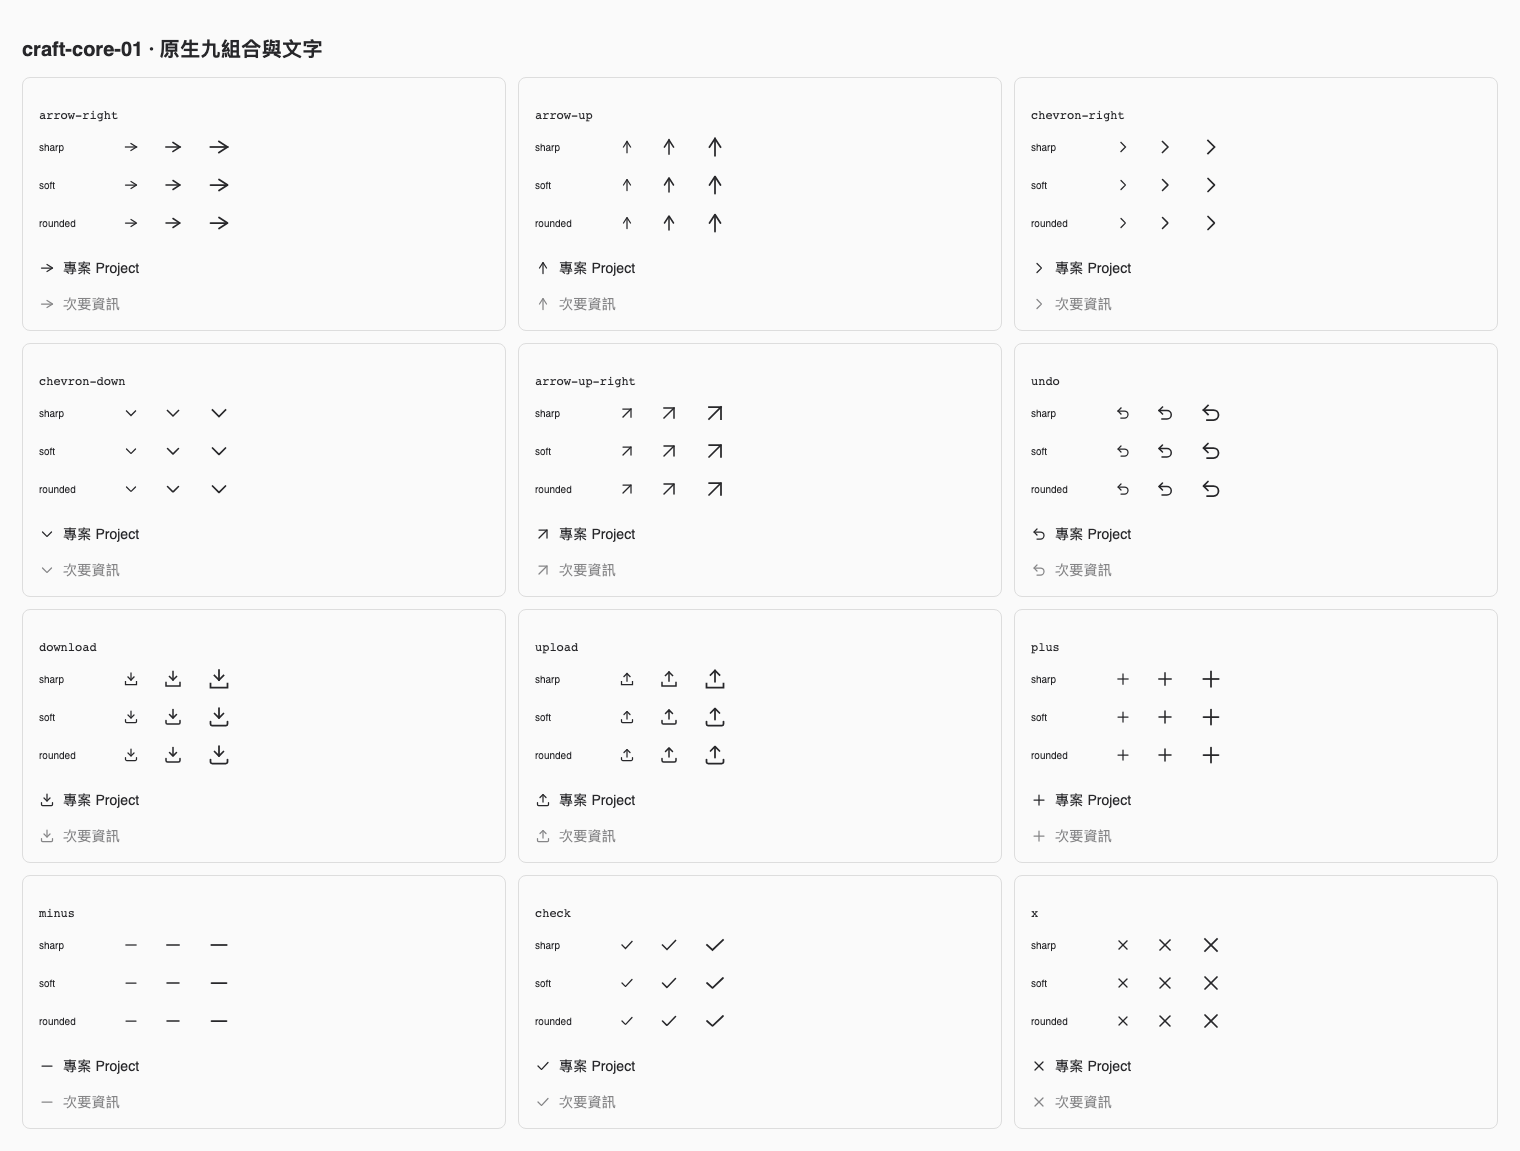 craft-core-01 · 原生九組合與文字
arrow-right
sharp
soft
rounded
專案 Project
次要資訊
arrow-up
sharp
soft
rounded
專案 Project
次要資訊
chevron-right
sharp
soft
rounded
專案 Project
次要資訊
chevron-down
sharp
soft
rounded
專案 Project
次要資訊
arrow-up-right
sharp
soft
rounded
專案 Project
次要資訊
undo
sharp
soft
rounded
專案 Project
次要資訊
download
sharp
soft
rounded
專案 Project
次要資訊
upload
sharp
soft
rounded
專案 Project
次要資訊
plus
sharp
soft
rounded
專案 Project
次要資訊
minus
sharp
soft
rounded
專案 Project
次要資訊
check
sharp
soft
rounded
專案 Project
次要資訊
x
sharp
soft
rounded
專案 Project
次要資訊